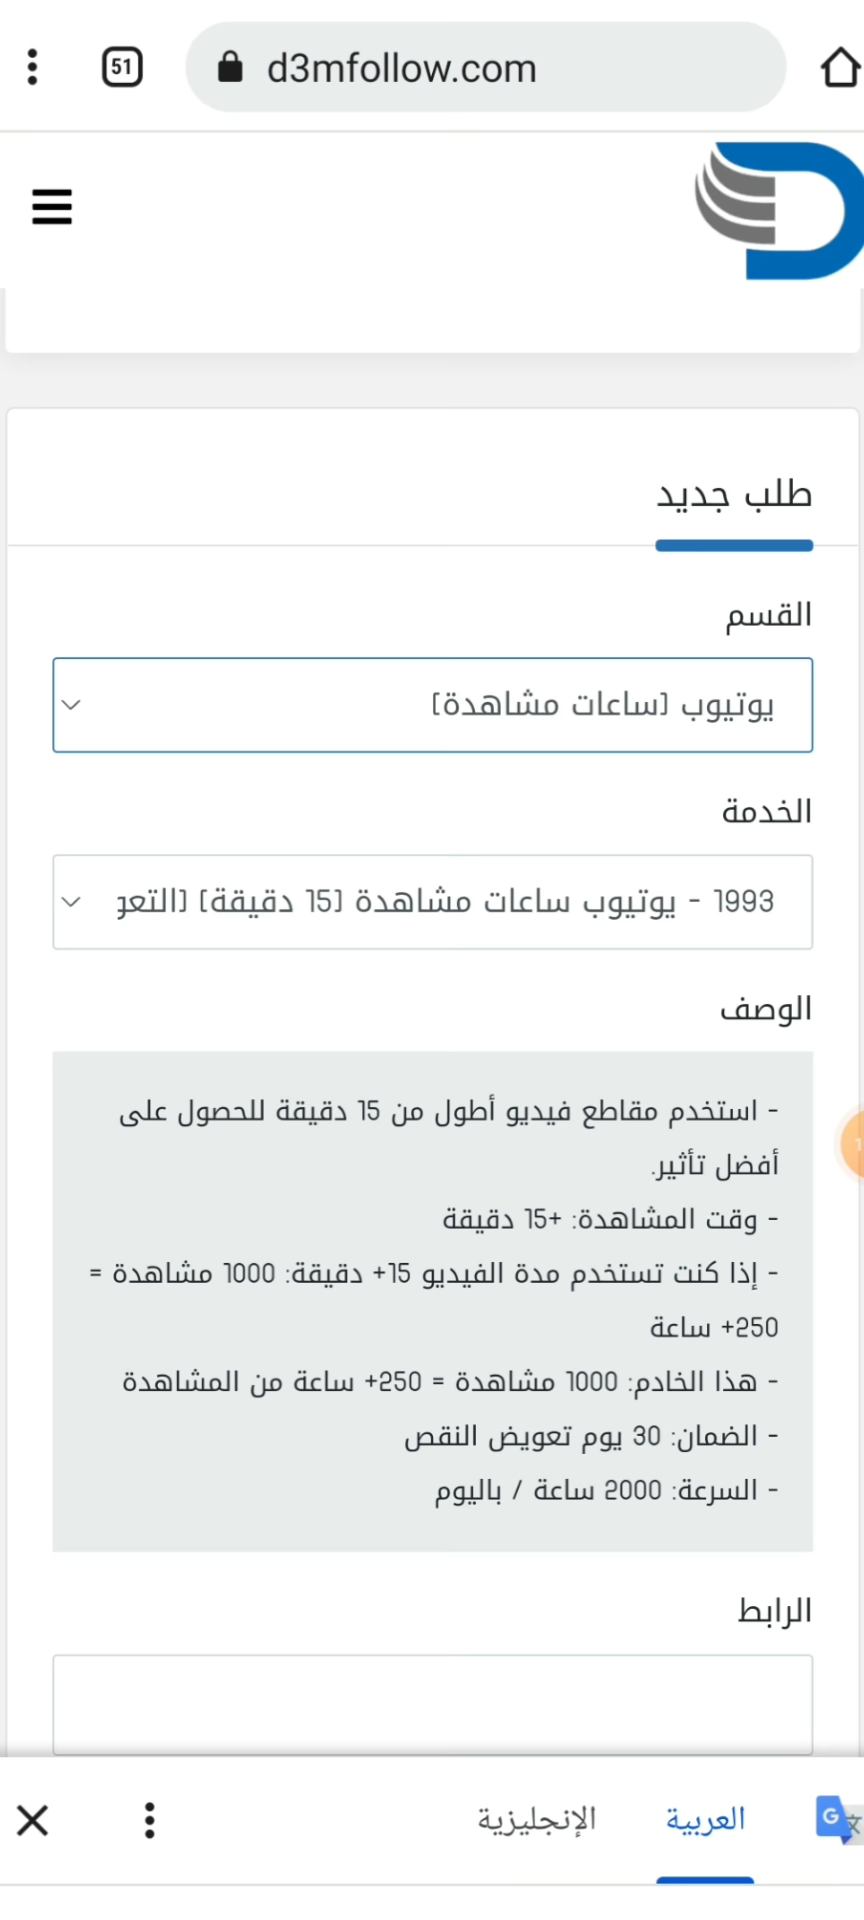 51
d3mfollow.com
طلب جديد
القسم
يوتيوب [ساعات مشاهدة]
الخدمة
1993 - يوتيوب ساعات مشاهدة [15 دقيقة] [التعو
الوصف
- استخدم مقاطع فيديو أطول من 15 دقيقة للحصول على
أفضل تأثير.
- وقت المشاهدة: +15 دقيقة
- إذا كنت تستخدم مدة الفيديو 15+ دقيقة: 1000 مشاهدة =
250+ ساعة
- هذا الخادم: 1000 مشاهدة = 250+ ساعة من المشاهدة
- الضمان: 30 يوم تعويض النقص
- السرعة: 2000 ساعة / باليوم
الرابط
العربية
الإنجليزية